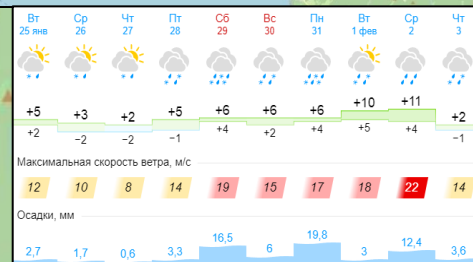 Вт Ср Чт Пт Сб Вс Пн Вт Ср Чт
25 янв 26 27 28 29 30 31 1 фев 2 3
+5 +3 +2 +5 +6 +6 +6 +10 +11 +2
+2 −2 −2 −1 +4 +2 +4 +5 +4 −1
Максимальная скорость ветра, м/с
12 10 8 14 19 15 17 18 22 14
Осадки, мм
2,7 1,7 0,6 3,3 16,5 6 19,8 3 12,4 3,6